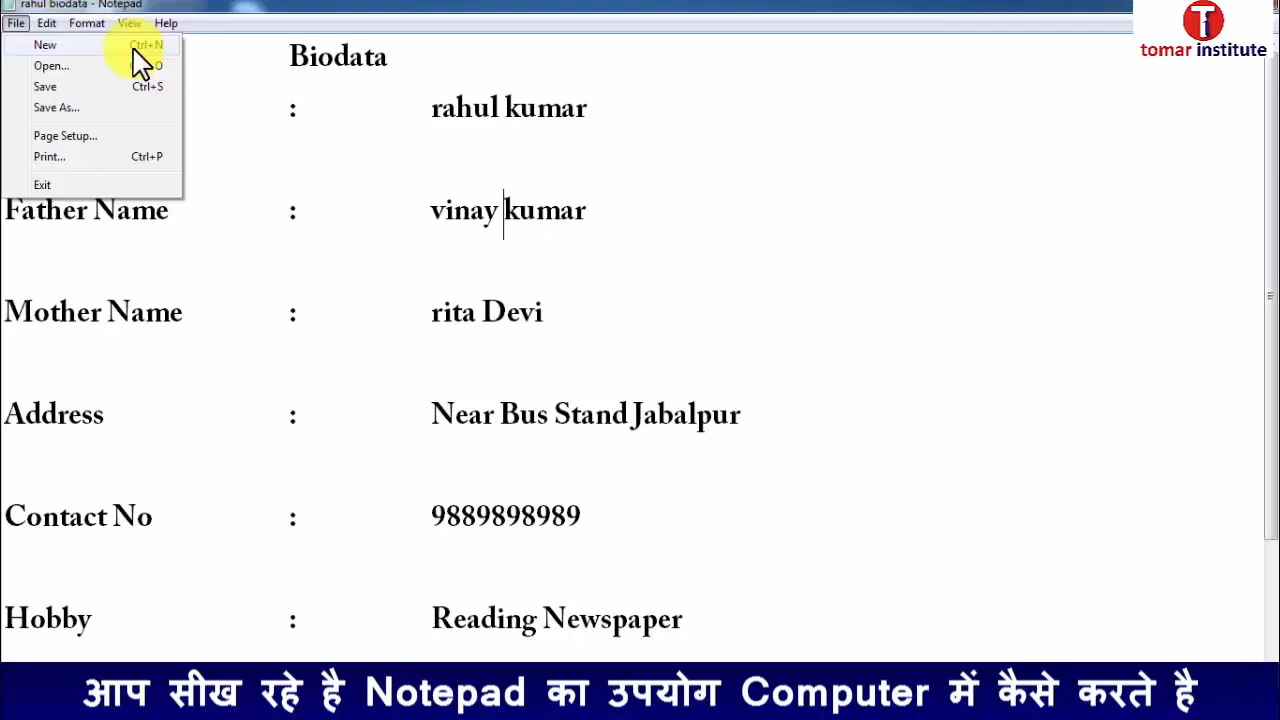 rahul biodata - Notepad
File Edit Format View Help
tomar institute
New Ctrl+N
Open... O
Save Ctrl+S
Save As...
Page Setup...
Print... Ctrl+P
Exit
Biodata
: rahul kumar
Father Name : vinay kumar
Mother Name : rita Devi
Address : Near Bus Stand Jabalpur
Contact No : 9889898989
Hobby : Reading Newspaper
आप सीख रहे है Notepad का उपयोग Computer में कैसे करते है